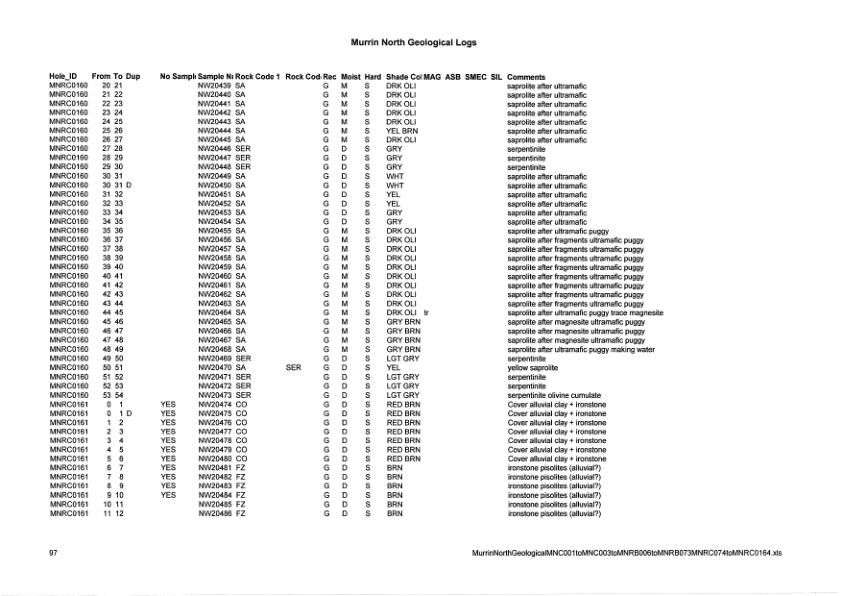 Murrin North Geological Logs
Hole_ID From To Dup No Sampl Sample N Rock Code 1 Rock Cod Rec Moist Hard Shade Col MAG ASB SMEC SIL Comments
MNRC0160 20 21 NW20439 SA G M S DRK OLI saprolite after ultramafic
MNRC0160 21 22 NW20440 SA G M S DRK OLI saprolite after ultramafic
MNRC0160 22 23 NW20441 SA G M S DRK OLI saprolite after ultramafic
MNRC0160 23 24 NW20442 SA G M S DRK OLI saprolite after ultramafic
MNRC0160 24 25 NW20443 SA G M S DRK OLI saprolite after ultramafic
MNRC0160 25 26 NW20444 SA G M S YEL BRN saprolite after ultramafic
MNRC0160 26 27 NW20445 SA G M S DRK OLI saprolite after ultramafic
MNRC0160 27 28 NW20446 SER G D S GRY serpentinite
MNRC0160 28 29 NW20447 SER G D S GRY serpentinite
MNRC0160 29 30 NW20448 SER G D S GRY serpentinite
MNRC0160 30 31 NW20449 SA G D S WHT saprolite after ultramafic
MNRC0160 30 31 D NW20450 SA G D S WHT saprolite after ultramafic
MNRC0160 31 32 NW20451 SA G D S YEL saprolite after ultramafic
MNRC0160 32 33 NW20452 SA G D S YEL saprolite after ultramafic
MNRC0160 33 34 NW20453 SA G D S GRY saprolite after ultramafic
MNRC0160 34 35 NW20454 SA G D S GRY saprolite after ultramafic
MNRC0160 35 36 NW20455 SA G M S DRK OLI saprolite after ultramafic puggy
MNRC0160 36 37 NW20456 SA G M S DRK OLI saprolite after fragments ultramafic puggy
MNRC0160 37 38 NW20457 SA G M S DRK OLI saprolite after fragments ultramafic puggy
MNRC0160 38 39 NW20458 SA G M S DRK OLI saprolite after fragments ultramafic puggy
MNRC0160 39 40 NW20459 SA G M S DRK OLI saprolite after fragments ultramafic puggy
MNRC0160 40 41 NW20460 SA G M S DRK OLI saprolite after fragments ultramafic puggy
MNRC0160 41 42 NW20461 SA G M S DRK OLI saprolite after fragments ultramafic puggy
MNRC0160 42 43 NW20462 SA G M S DRK OLI saprolite after fragments ultramafic puggy
MNRC0160 43 44 NW20463 SA G M S DRK OLI saprolite after fragments ultramafic puggy
MNRC0160 44 45 NW20464 SA G M S DRK OLI tr saprolite after ultramafic puggy trace magnesite
MNRC0160 45 46 NW20465 SA G M S GRY BRN saprolite after magnesite ultramafic puggy
MNRC0160 46 47 NW20466 SA G M S GRY BRN saprolite after magnesite ultramafic puggy
MNRC0160 47 48 NW20467 SA G M S GRY BRN saprolite after magnesite ultramafic puggy
MNRC0160 48 49 NW20468 SA G M S GRY BRN saprolite after ultramafic puggy making water
MNRC0160 49 50 NW20469 SER G D S LGT GRY serpentinite
MNRC0160 50 51 NW20470 SA SER G D S YEL yellow saprolite
MNRC0160 51 52 NW20471 SER G D S LGT GRY serpentinite
MNRC0160 52 53 NW20472 SER G D S LGT GRY serpentinite
MNRC0160 53 54 NW20473 SER G D S LGT GRY serpentinite olivine cumulate
MNRC0161 0 1 YES NW20474 CO G D S RED BRN Cover alluvial clay + ironstone
MNRC0161 0 1 D YES NW20475 CO G D S RED BRN Cover alluvial clay + ironstone
MNRC0161 1 2 YES NW20476 CO G D S RED BRN Cover alluvial clay + ironstone
MNRC0161 2 3 YES NW20477 CO G D S RED BRN Cover alluvial clay + ironstone
MNRC0161 3 4 YES NW20478 CO G D S RED BRN Cover alluvial clay + ironstone
MNRC0161 4 5 YES NW20479 CO G D S RED BRN Cover alluvial clay + ironstone
MNRC0161 5 6 YES NW20480 CO G D S RED BRN Cover alluvial clay + ironstone
MNRC0161 6 7 YES NW20481 FZ G D S BRN ironstone pisolites (alluvial?)
MNRC0161 7 8 YES NW20482 FZ G D S BRN ironstone pisolites (alluvial?)
MNRC0161 8 9 YES NW20483 FZ G D S BRN ironstone pisolites (alluvial?)
MNRC0161 9 10 YES NW20484 FZ G D S BRN ironstone pisolites (alluvial?)
MNRC0161 10 11 NW20485 FZ G D S BRN ironstone pisolites (alluvial?)
MNRC0161 11 12 NW20486 FZ G D S BRN ironstone pisolites (alluvial?)
97 MurrinNorthGeologicalMNC001toMNC003toMNRB006toMNRB073MNRC074toMNRC0164.xls